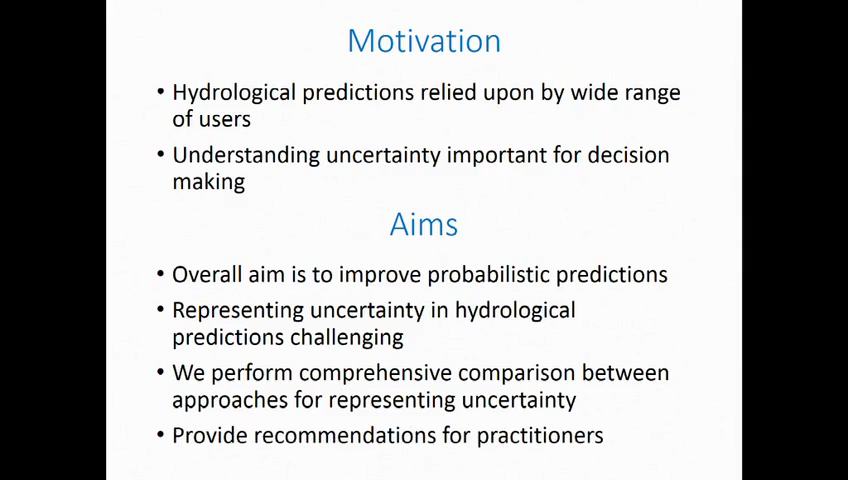 Motivation
• Hydrological predictions relied upon by wide range
of users
• Understanding uncertainty important for decision
making
Aims
• Overall aim is to improve probabilistic predictions
• Representing uncertainty in hydrological
predictions challenging
• We perform comprehensive comparison between
approaches for representing uncertainty
• Provide recommendations for practitioners